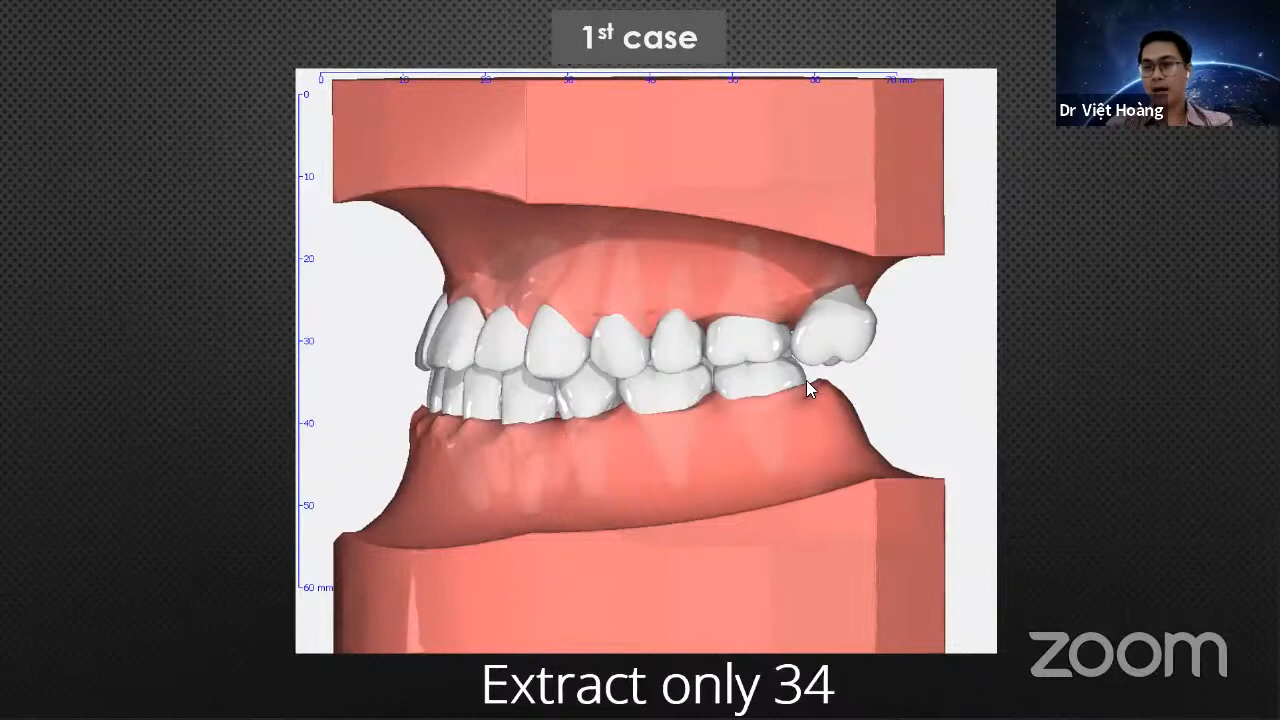 1st case
Dr Việt Hoàng
0 10 20 30 40 50 60 70 mm
0
10
20
30
40
50
60 mm
zoom
Extract only 34